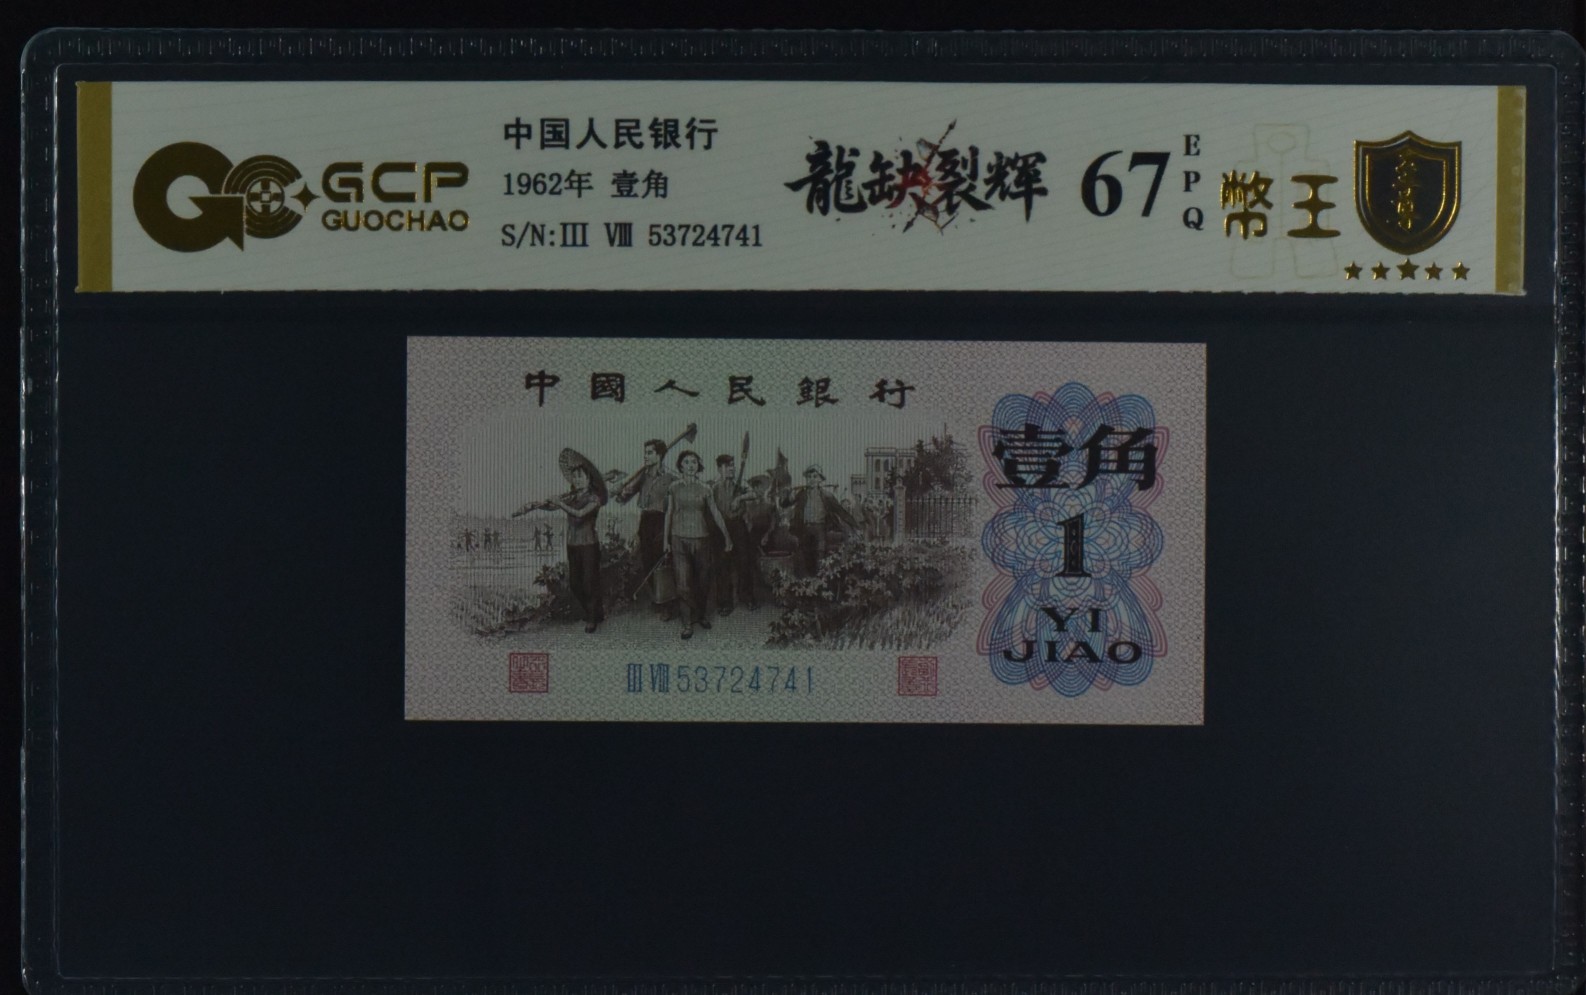 GCP
GUOCHAO
中国人民银行
1962年 壹角
S/N:III VIII 53724741
龍缺裂辉
67
EPQ
幣王
至尊
中國人民銀行
壹角
1
YI
JIAO
III VIII 53724741